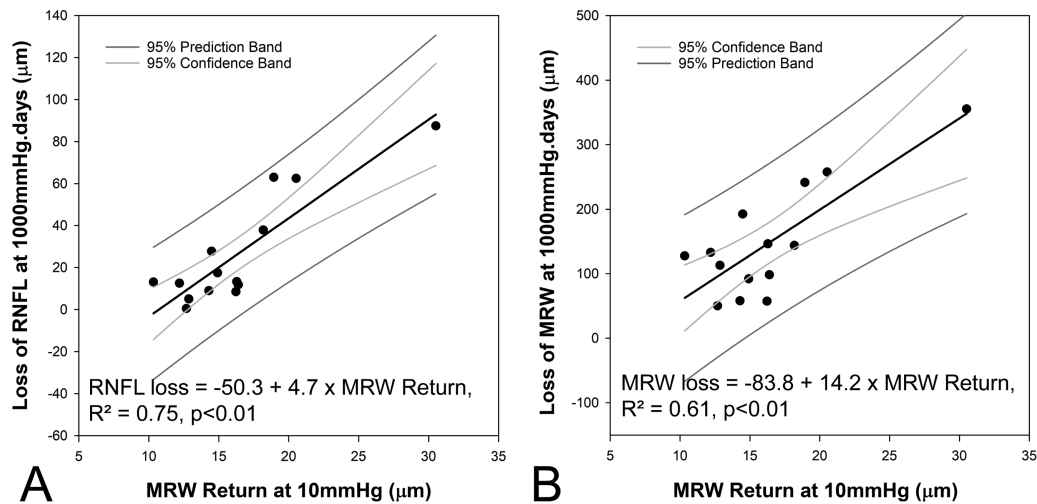 140
120
100
80
60
40
20
0
-20
-40
-60
Loss of RNFL at 1000mmHg.days (μm)
95% Prediction Band
95% Confidence Band
RNFL loss = -50.3 + 4.7 x MRW Return,
R² = 0.75, p<0.01
5 10 15 20 25 30 35
MRW Return at 10mmHg (μm)
A
500
400
300
200
100
0
-100
Loss of MRW at 1000mmHg.days (μm)
95% Confidence Band
95% Prediction Band
MRW loss = -83.8 + 14.2 x MRW Return,
R² = 0.61, p<0.01
5 10 15 20 25 30 35
MRW Return at 10mmHg (μm)
B